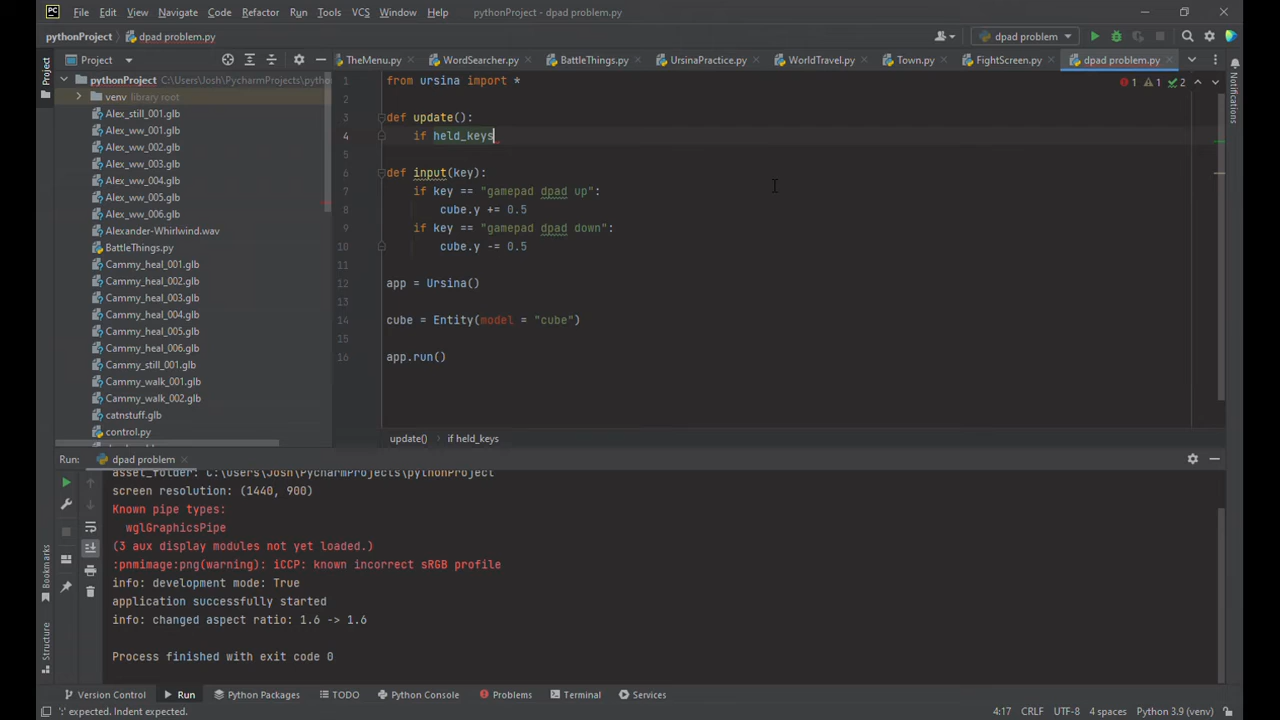 PC File Edit View Navigate Code Refactor Run Tools VCS Window Help pythonProject - dpad problem.py
pythonProject dpad problem.py dpad problem
Project TheMenu.py WordSearcher.py BattleThings.py UrsinaPractice.py WorldTravel.py Town.py FightScreen.py dpad problem.py
Project
Notifications
pythonProject C:\Users\Josh\PycharmProjects\python
venv library root
Alex_still_001.glb
Alex_ww_001.glb
Alex_ww_002.glb
Alex_ww_003.glb
Alex_ww_004.glb
Alex_ww_005.glb
Alex_ww_006.glb
Alexander-Whirlwind.wav
BattleThings.py
Cammy_heal_001.glb
Cammy_heal_002.glb
Cammy_heal_003.glb
Cammy_heal_004.glb
Cammy_heal_005.glb
Cammy_heal_006.glb
Cammy_still_001.glb
Cammy_walk_001.glb
Cammy_walk_002.glb
catnstuff.glb
control.py
1 1 2
1 from ursina import *
2
3 def update():
4 if held_keys
5
6 def input(key):
7 if key == "gamepad dpad up":
8 cube.y += 0.5
9 if key == "gamepad dpad down":
10 cube.y -= 0.5
11
12 app = Ursina()
13
14 cube = Entity(model = "cube")
15
16 app.run()
update() if held_keys
Run: dpad problem
asset_folder: C:\Users\Josh\PycharmProjects\pythonProject
screen resolution: (1440, 900)
Known pipe types:
wglGraphicsPipe
(3 aux display modules not yet loaded.)
:pnmimage:png(warning): iCCP: known incorrect sRGB profile
info: development mode: True
application successfully started
info: changed aspect ratio: 1.6 -> 1.6
Process finished with exit code 0
Bookmarks
Structure
Version Control Run Python Packages TODO Python Console Problems Terminal Services
':' expected. Indent expected. 4:17 CRLF UTF-8 4 spaces Python 3.9 (venv)